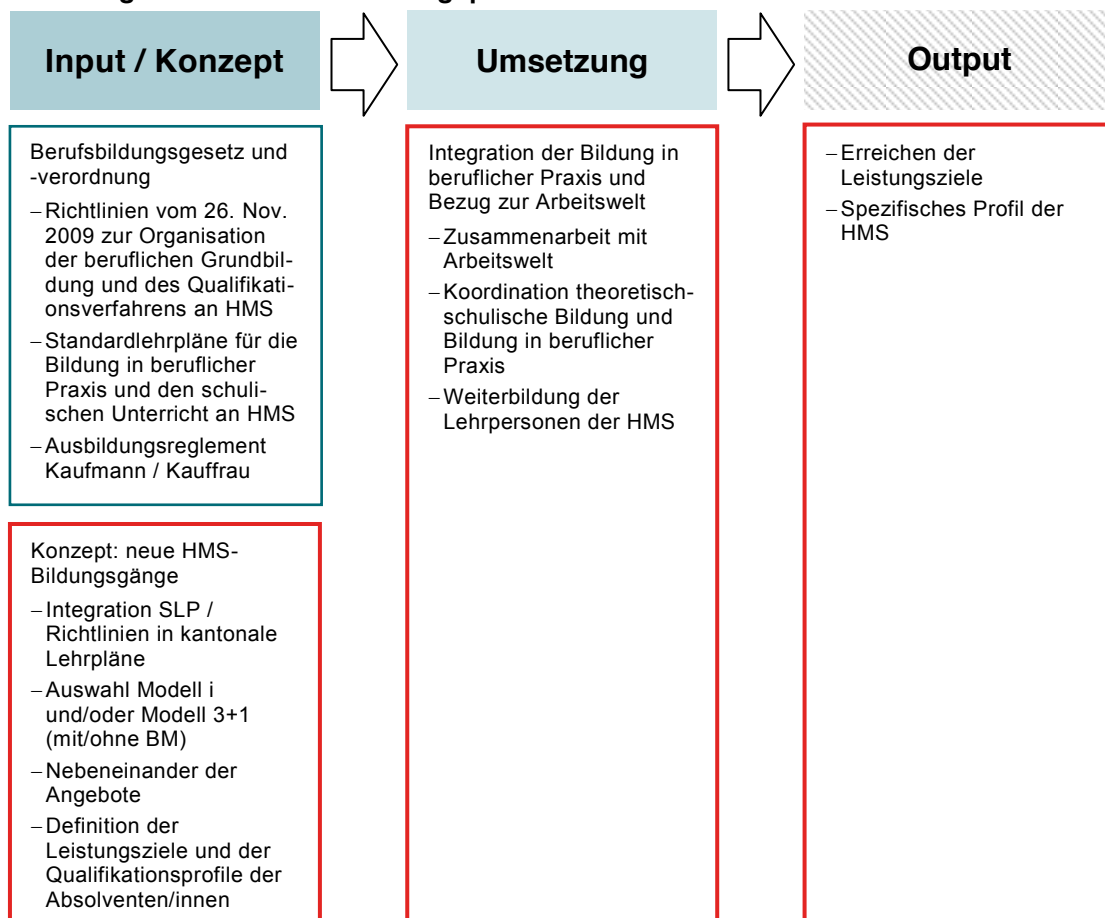 Input / Konzept
Umsetzung
Output
Berufsbildungsgesetz und
-verordnung
–Richtlinien vom 26. Nov.
2009 zur Organisation
der beruflichen Grundbil-
dung und des Qualifikati-
onsverfahrens an HMS
–Standardlehrpläne für die
Bildung in beruflicher
Praxis und den schuli-
schen Unterricht an HMS
–Ausbildungsreglement
Kaufmann / Kauffrau
Konzept: neue HMS-
Bildungsgänge
–Integration SLP /
Richtlinien in kantonale
Lehrpläne
–Auswahl Modell i
und/oder Modell 3+1
(mit/ohne BM)
–Nebeneinander der
Angebote
–Definition der
Leistungsziele und der
Qualifikationsprofile der
Absolventen/innen
Integration der Bildung in
beruflicher Praxis und
Bezug zur Arbeitswelt
–Zusammenarbeit mit
Arbeitswelt
–Koordination theoretisch-
schulische Bildung und
Bildung in beruflicher
Praxis
–Weiterbildung der
Lehrpersonen der HMS
–Erreichen der
Leistungsziele
–Spezifisches Profil der
HMS